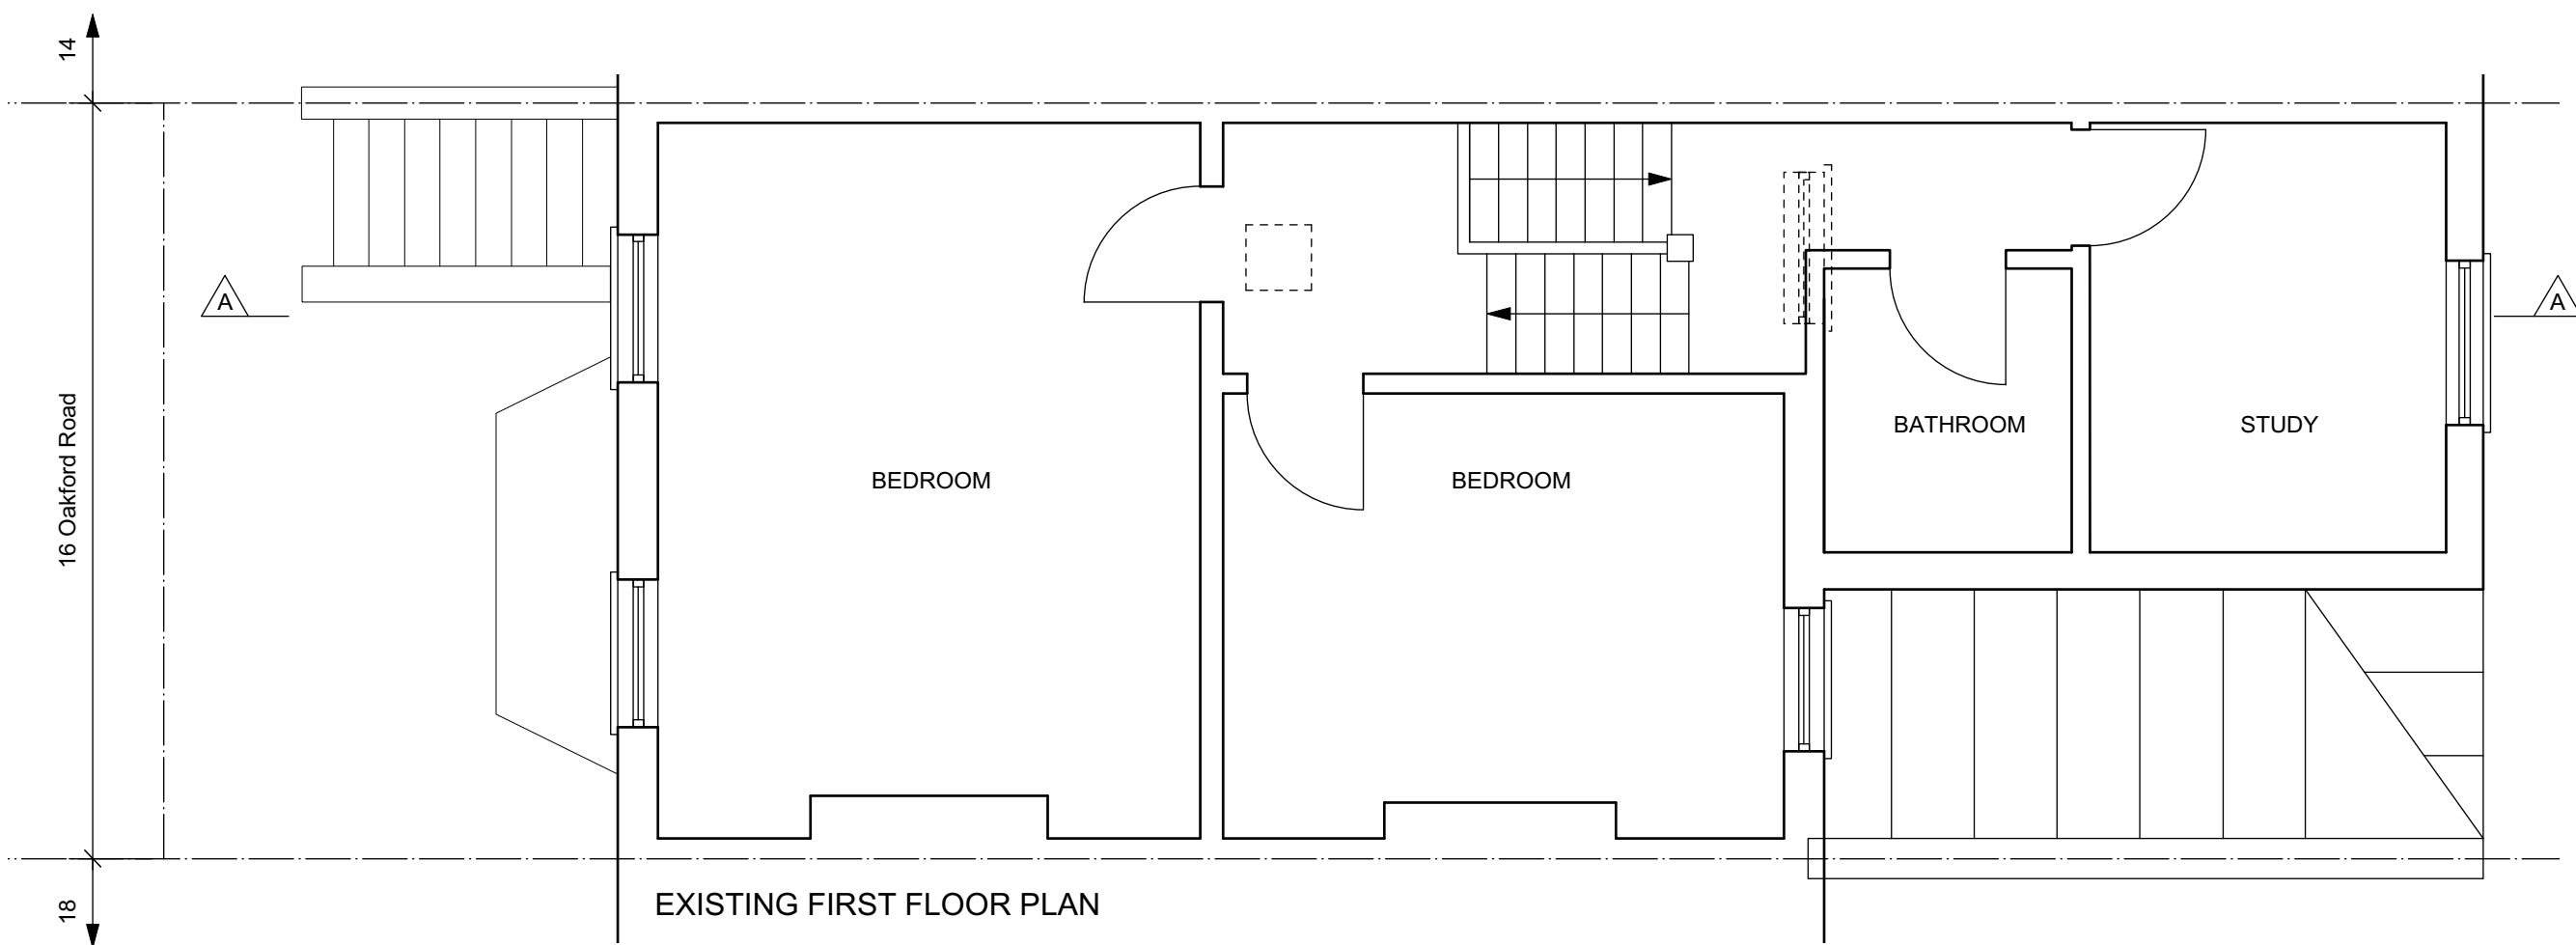 14
16 Oakford Road
18
A
A
BEDROOM
BEDROOM
BATHROOM
STUDY
EXISTING FIRST FLOOR PLAN